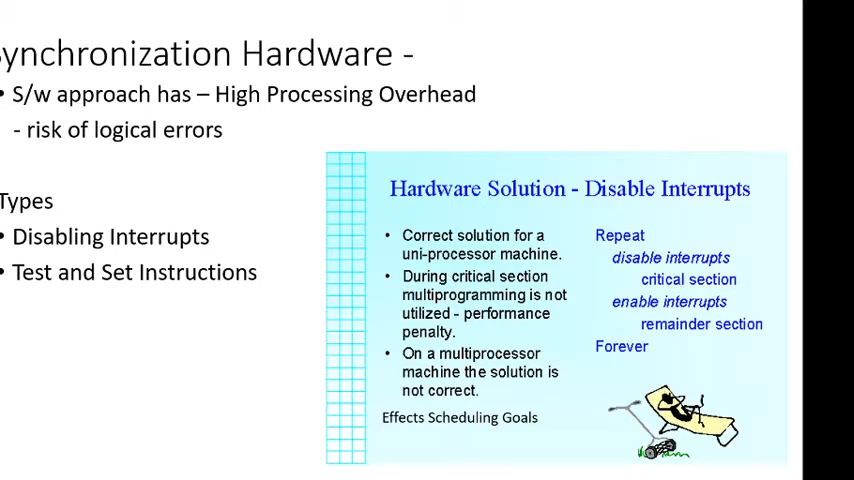 ynchronization Hardware -
• S/w approach has – High Processing Overhead
- risk of logical errors
Types
• Disabling Interrupts
• Test and Set Instructions
Hardware Solution - Disable Interrupts
• Correct solution for a
uni-processor machine.
• During critical section
multiprogramming is not
utilized - performance
penalty.
• On a multiprocessor
machine the solution is
not correct.
Effects Scheduling Goals
Repeat
disable interrupts
critical section
enable interrupts
remainder section
Forever